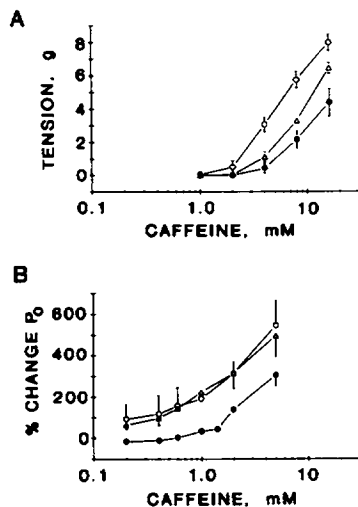 A
TENSION, g
8
6
4
2
0
0.1
1.0
10
CAFFEINE, mM
B
% CHANGE Po
600
400
200
0
0.1
1.0
10
CAFFEINE, mM